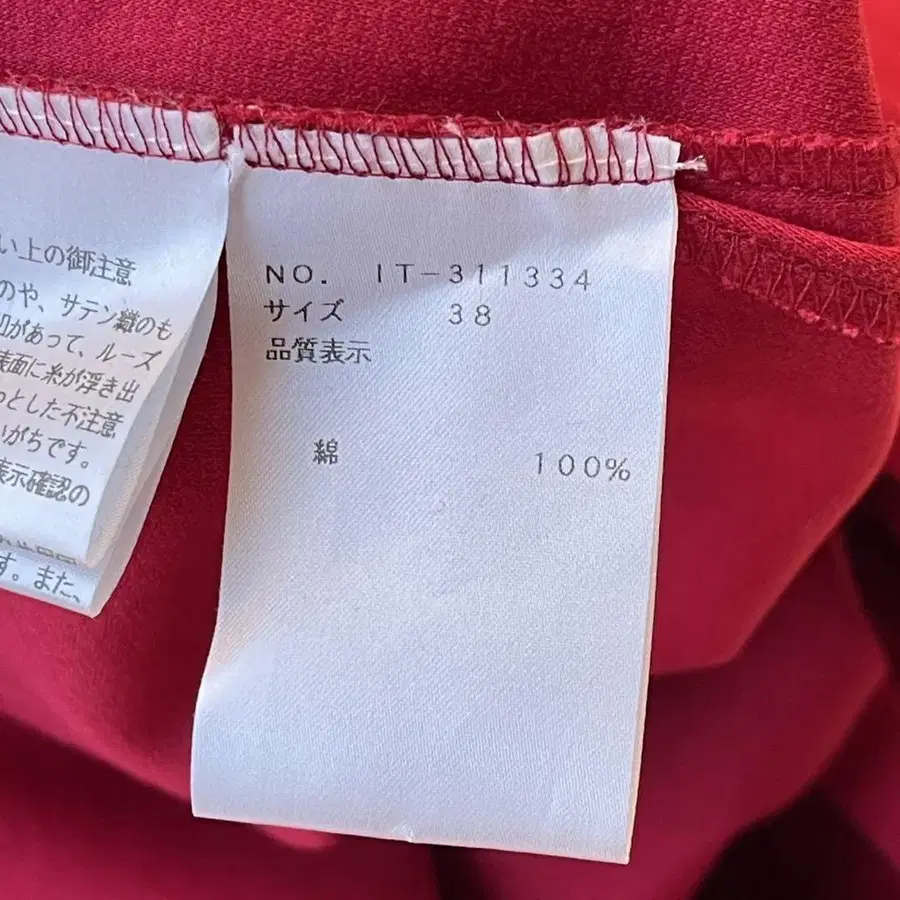 い上の御注意
のや、サテン織のも
凹があって、ルーズ
表面に糸が浮き出
っとした不注意
いがちです。
表示確認の
す。また、
NO. IT-311334
サイズ 38
品質表示
綿 100%